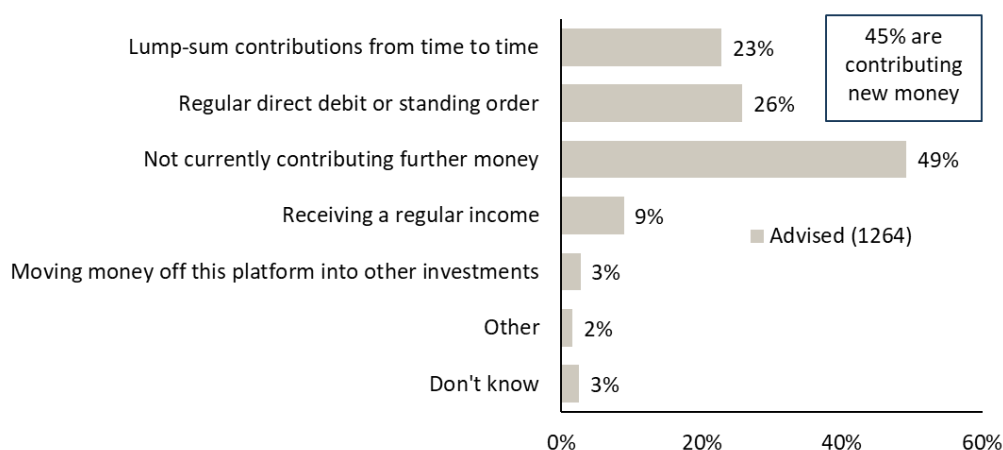 Lump-sum contributions from time to time
23%
45% are
contributing
new money
Regular direct debit or standing order
26%
Not currently contributing further money
49%
Receiving a regular income
9%
Advised (1264)
Moving money off this platform into other investments
3%
Other
2%
Don't know
3%
0% 20% 40% 60%